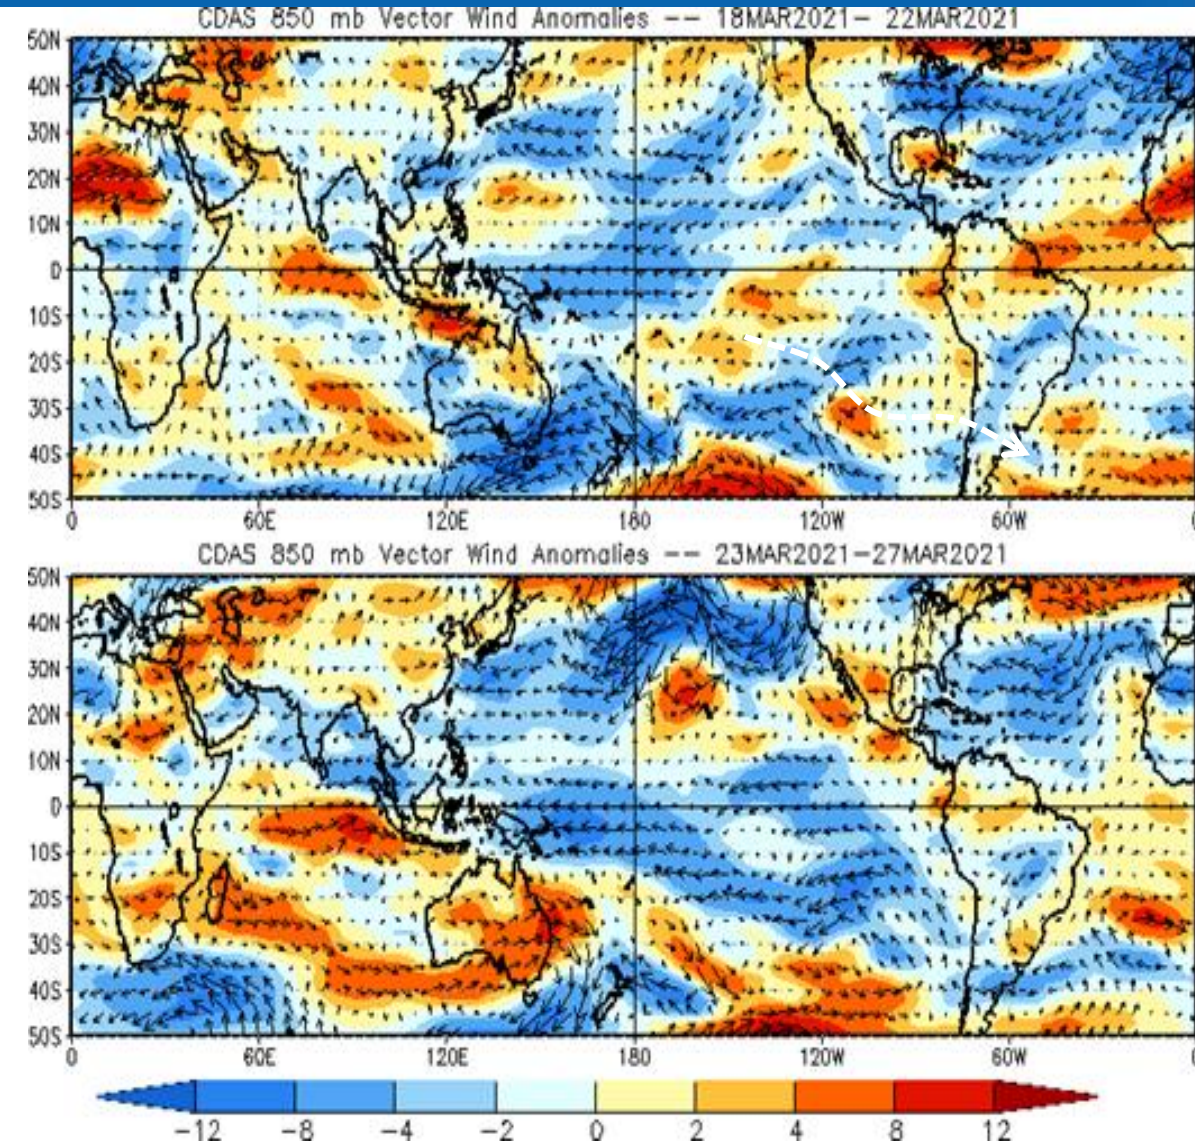 CDAS 850 mb Vector Wind Anomalies -- 18MAR2021- 22MAR2021
50N
40N
30N
20N
10N
0
10S
20S
30S
40S
50S
0 60E 120E 180 120W 60W
CDAS 850 mb Vector Wind Anomalies -- 23MAR2021-27MAR2021
50N
40N
30N
20N
10N
0
10S
20S
30S
40S
50S
0 60E 120E 180 120W 60W
-12 -8 -4 -2 0 2 4 8 12